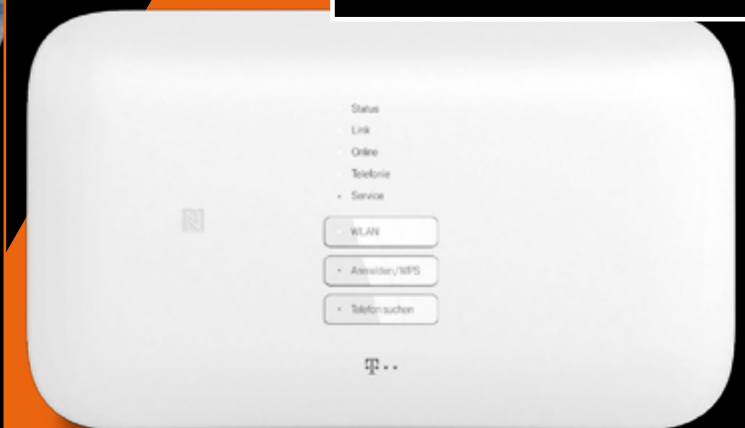 Status
Link
Online
Telefonie
Service
WLAN
Anmelden/WPS
Telefon suchen
T